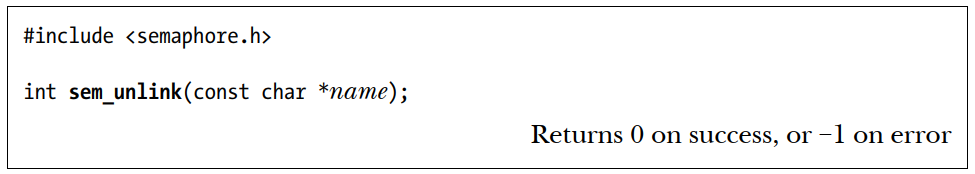 #include <semaphore.h>
int sem_unlink(const char *name);
Returns 0 on success, or −1 on error